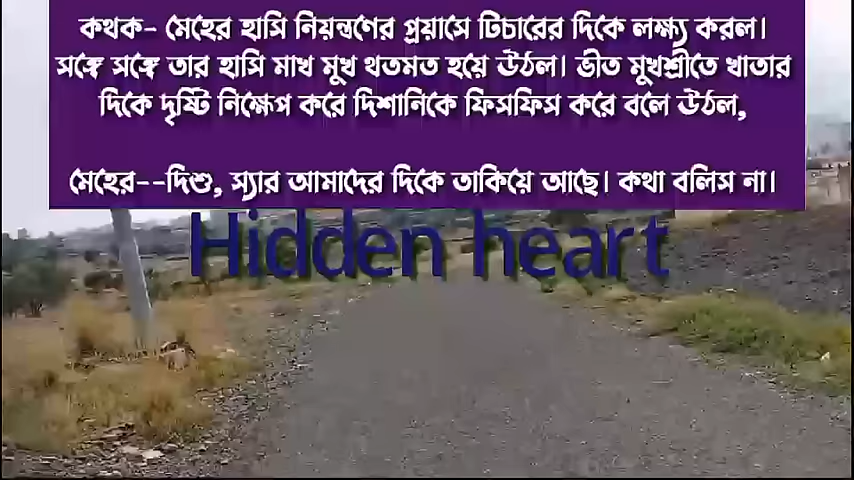 কথক- মেহের হাসি নিয়ন্ত্রণের প্রয়াসে টিচারের দিকে লক্ষ্য করল।
সঙ্গে সঙ্গে তার হাসি মাখ মুখ থতমত হয়ে উঠল। ভীত মুখশ্রীতে খাতার
দিকে দৃষ্টি নিক্ষেপ করে দিশানিকে ফিসফিস করে বলে উঠল,
মেহের--দিশু, স্যার আমাদের দিকে তাকিয়ে আছে। কথা বলিস না।
Hidden heart